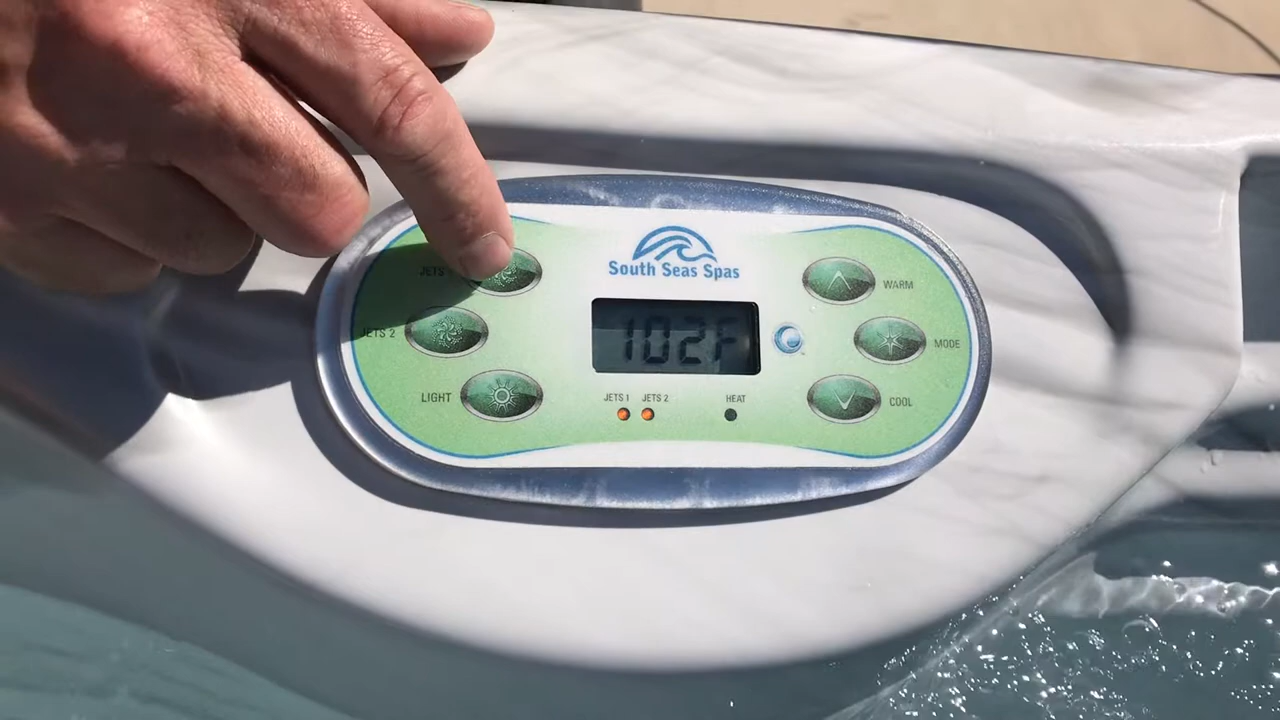 South Seas Spas
JETS
JETS 2
LIGHT
102F
WARM
MODE
COOL
JETS 1 JETS 2 HEAT